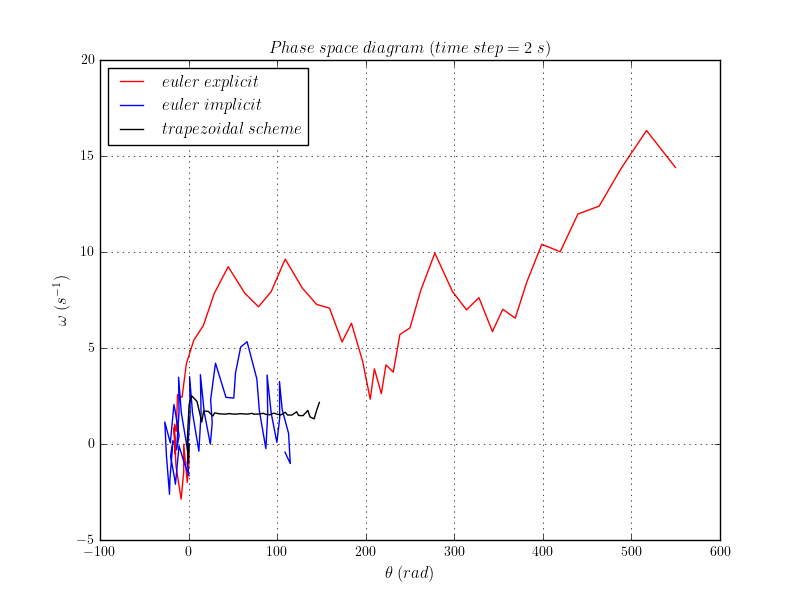 Phase space diagram (time step = 2 s)
euler explicit
euler implicit
trapezoidal scheme
20
15
10
5
0
−5
ω (s⁻¹)
−100 0 100 200 300 400 500 600
θ (rad)